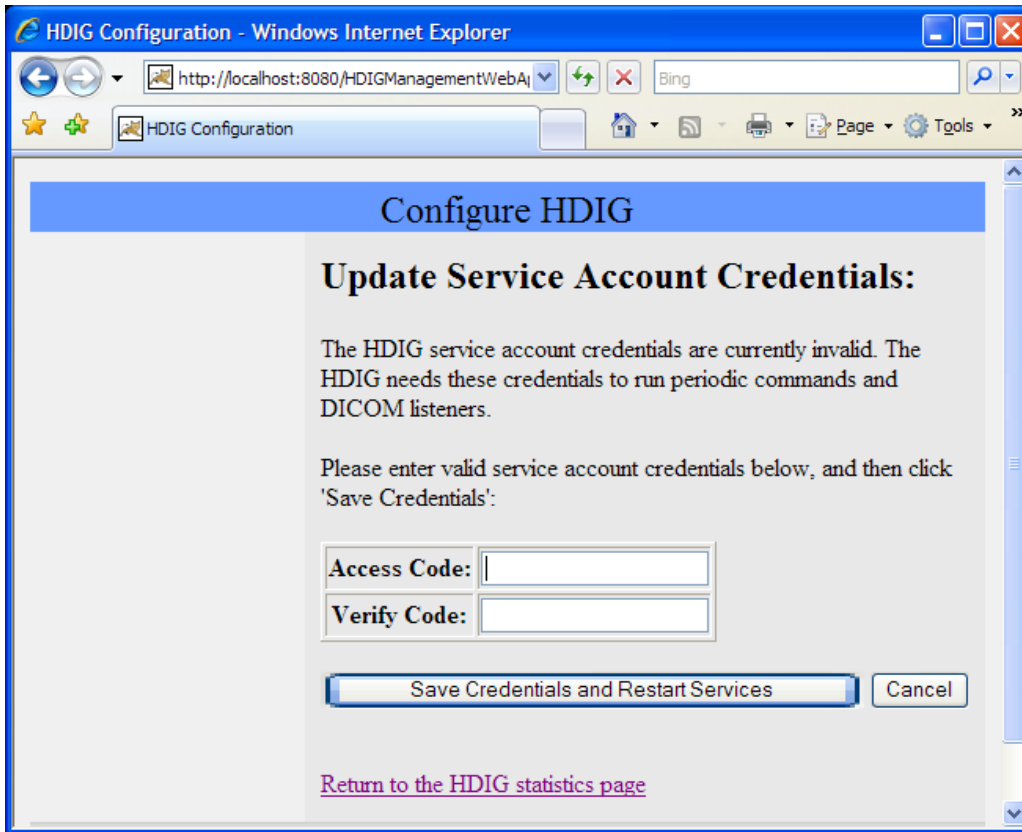 HDIG Configuration - Windows Internet Explorer
http://localhost:8080/HDIGManagementWebAp
Bing
HDIG Configuration
Page
Tools
»
Configure HDIG
Update Service Account Credentials:
The HDIG service account credentials are currently invalid. The
HDIG needs these credentials to run periodic commands and
DICOM listeners.
Please enter valid service account credentials below, and then click
'Save Credentials':
Access Code:
Verify Code:
Save Credentials and Restart Services
Cancel
Return to the HDIG statistics page